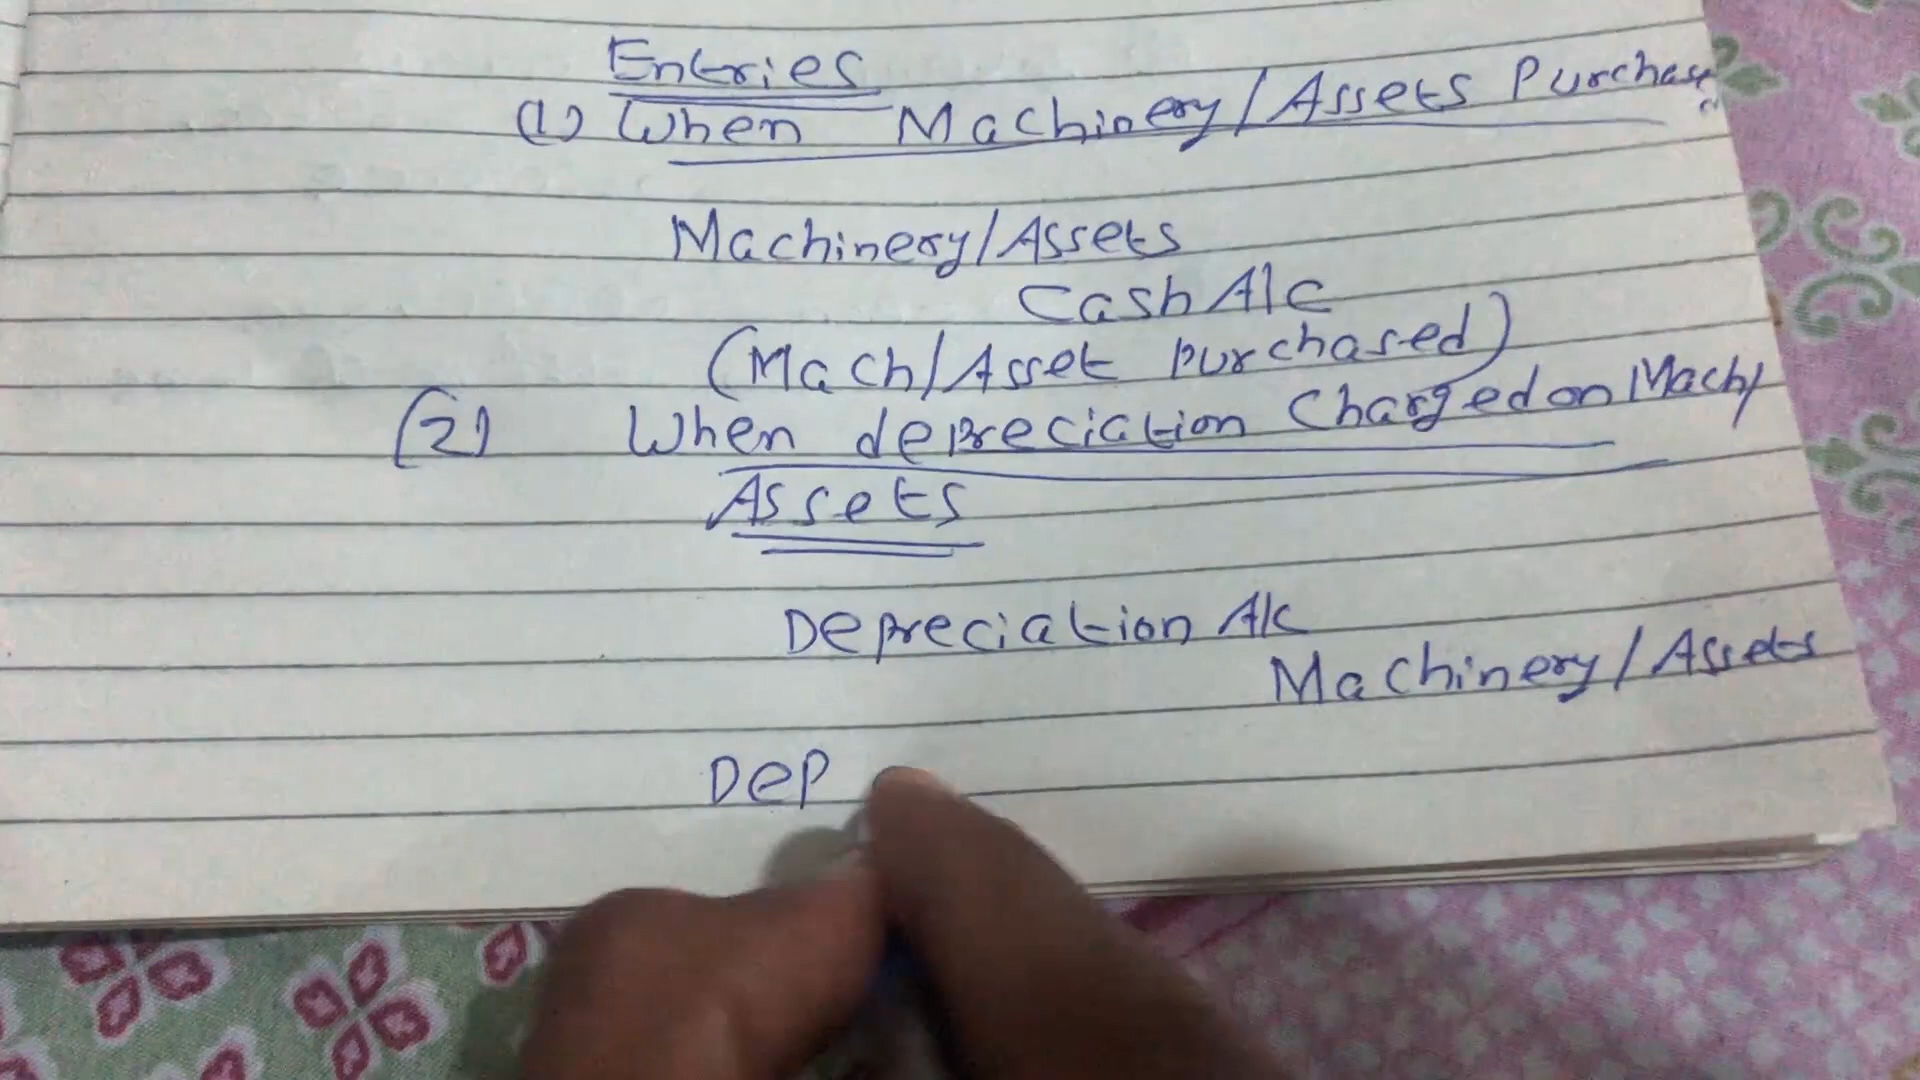 Entries
(1) When Machinery/Assets Purchase
Machinery/Assets
Cash A/c
(Mach/Asset purchased)
(2) When depreciation Charged on Mach/
Assets
Depreciation A/c
Machinery/Assets
Dep